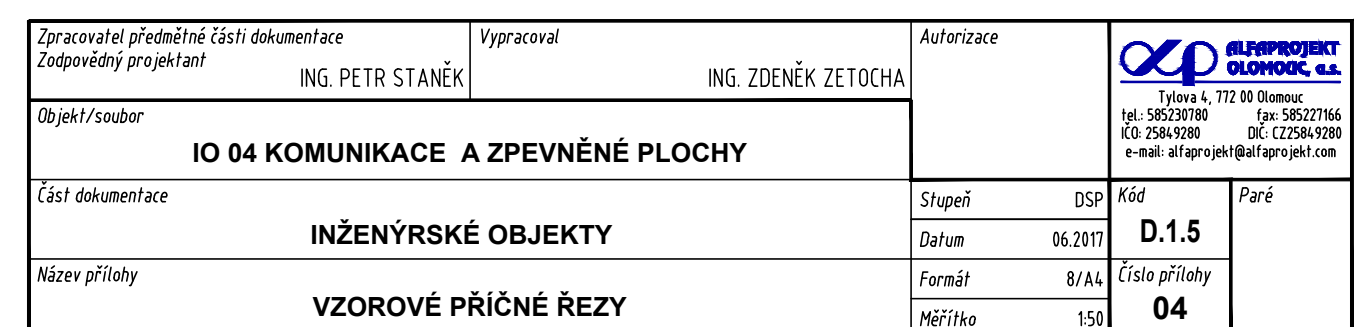 Zpracovatel předmětné části dokumentace
Zodpovědný projektant
ING. PETR STANĚK
Vypracoval
ING. ZDENĚK ZETOCHA
Autorizace
ALFAPROJEKT
OLOMOUC, a.s.
Tylova 4, 772 00 Olomouc
tel.: 585230780 fax: 585227166
IČO: 25849280 DIČ: CZ25849280
e-mail: alfaprojekt@alfaprojekt.com
Objekt/soubor
IO 04 KOMUNIKACE A ZPEVNĚNÉ PLOCHY
Část dokumentace
INŽENÝRSKÉ OBJEKTY
Stupeň DSP
Datum 06.2017
Kód
D.1.5
Paré
Název přílohy
VZOROVÉ PŘÍČNÉ ŘEZY
Formát 8/A4
Měřítko 1:50
Číslo přílohy
04